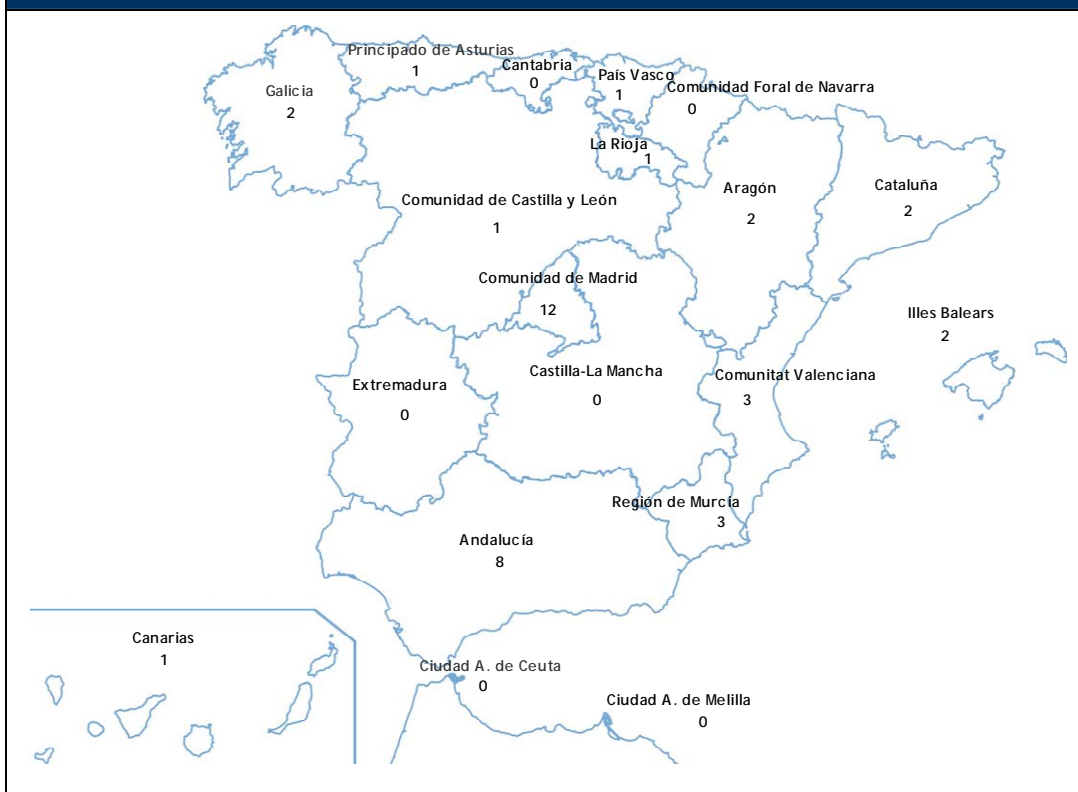 Principado de Asturias
1
Cantabria
0
País Vasco
1
Comunidad Foral de Navarra
0
Galicia
2
La Rioja
1
Aragón
2
Cataluña
2
Comunidad de Castilla y León
1
Comunidad de Madrid
12
Illes Balears
2
Castilla-La Mancha
0
Comunitat Valenciana
3
Extremadura
0
Región de Murcia
3
Andalucía
8
Canarias
1
Ciudad A. de Ceuta
0
Ciudad A. de Melilla
0